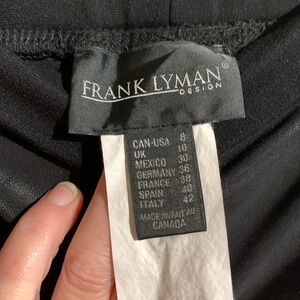 FRANK LYMAN®
DESIGN
CAN-USA 8
UK 10
MEXICO 30
GERMANY 36
FRANCE 38
SPAIN 40
ITALY 42
MADE IN/FAIT AU
CANADA